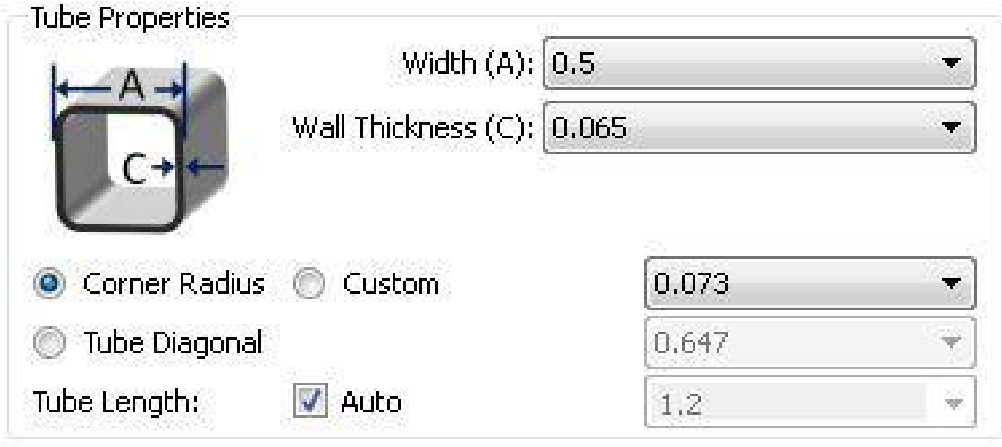 Tube Properties
A
C
Width (A): 0.5
Wall Thickness (C): 0.065
Corner Radius Custom 0.073
Tube Diagonal 0.647
Tube Length: Auto 1.2